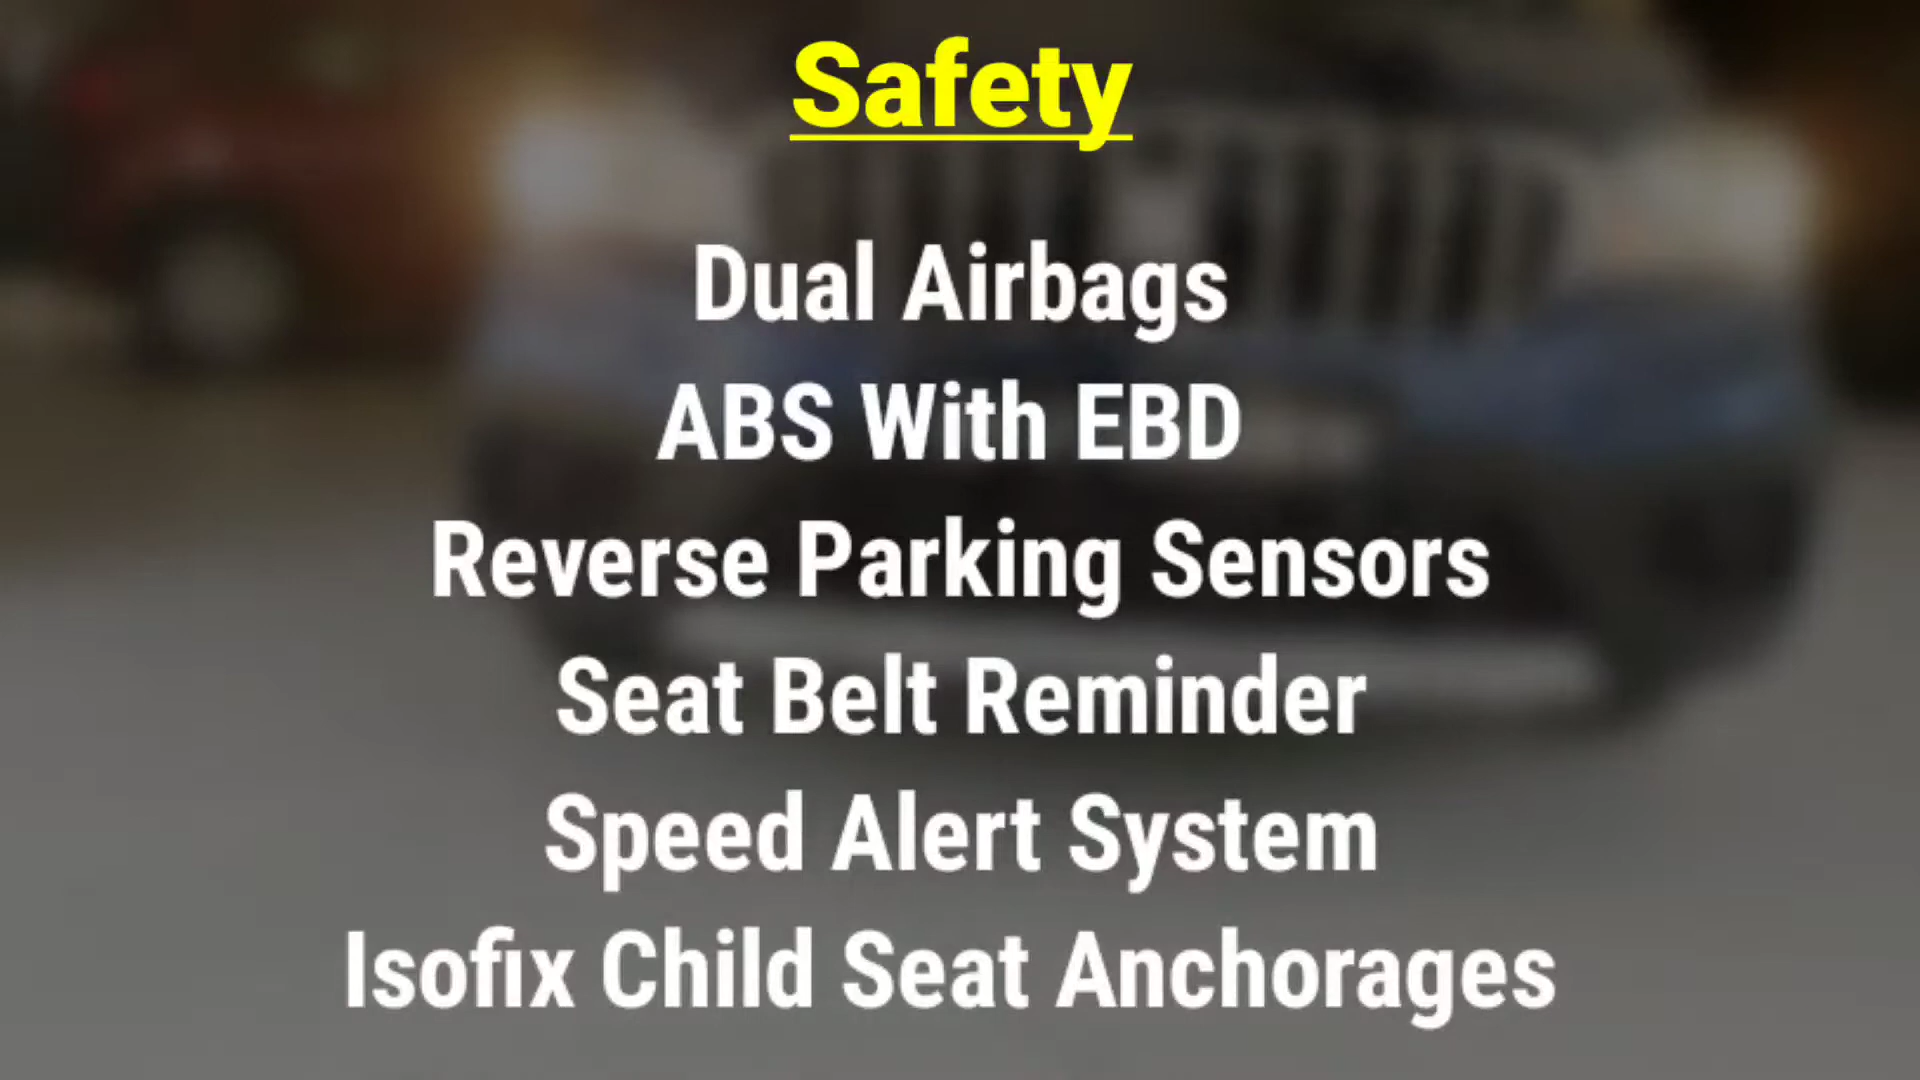 Safety
Dual Airbags
ABS With EBD
Reverse Parking Sensors
Seat Belt Reminder
Speed Alert System
Isofix Child Seat Anchorages